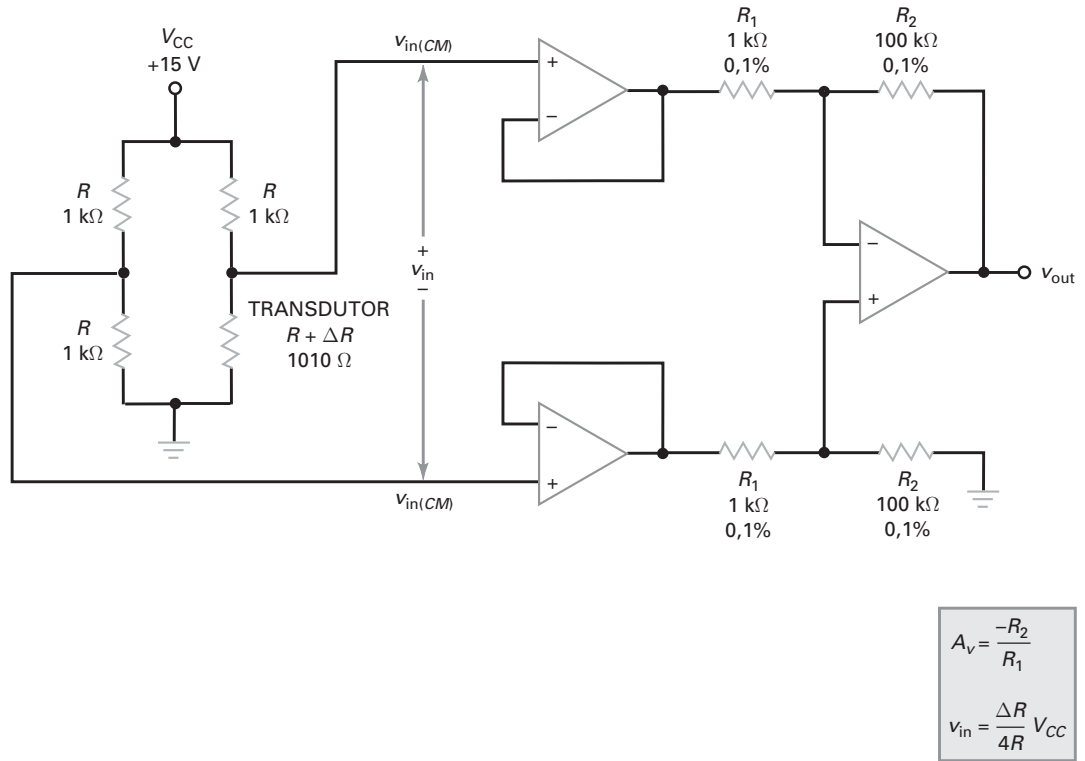 V_CC
+15 V
R
1 kΩ
R
1 kΩ
R
1 kΩ
TRANSDUTOR
R + ΔR
1010 Ω
v_in(CM)
+
v_in
−
v_in(CM)
+
−
−
+
R_1
1 kΩ
0,1%
R_2
100 kΩ
0,1%
−
+
v_out
R_1
1 kΩ
0,1%
R_2
100 kΩ
0,1%
A_v = −R_2 / R_1
v_in = ΔR / 4R V_CC